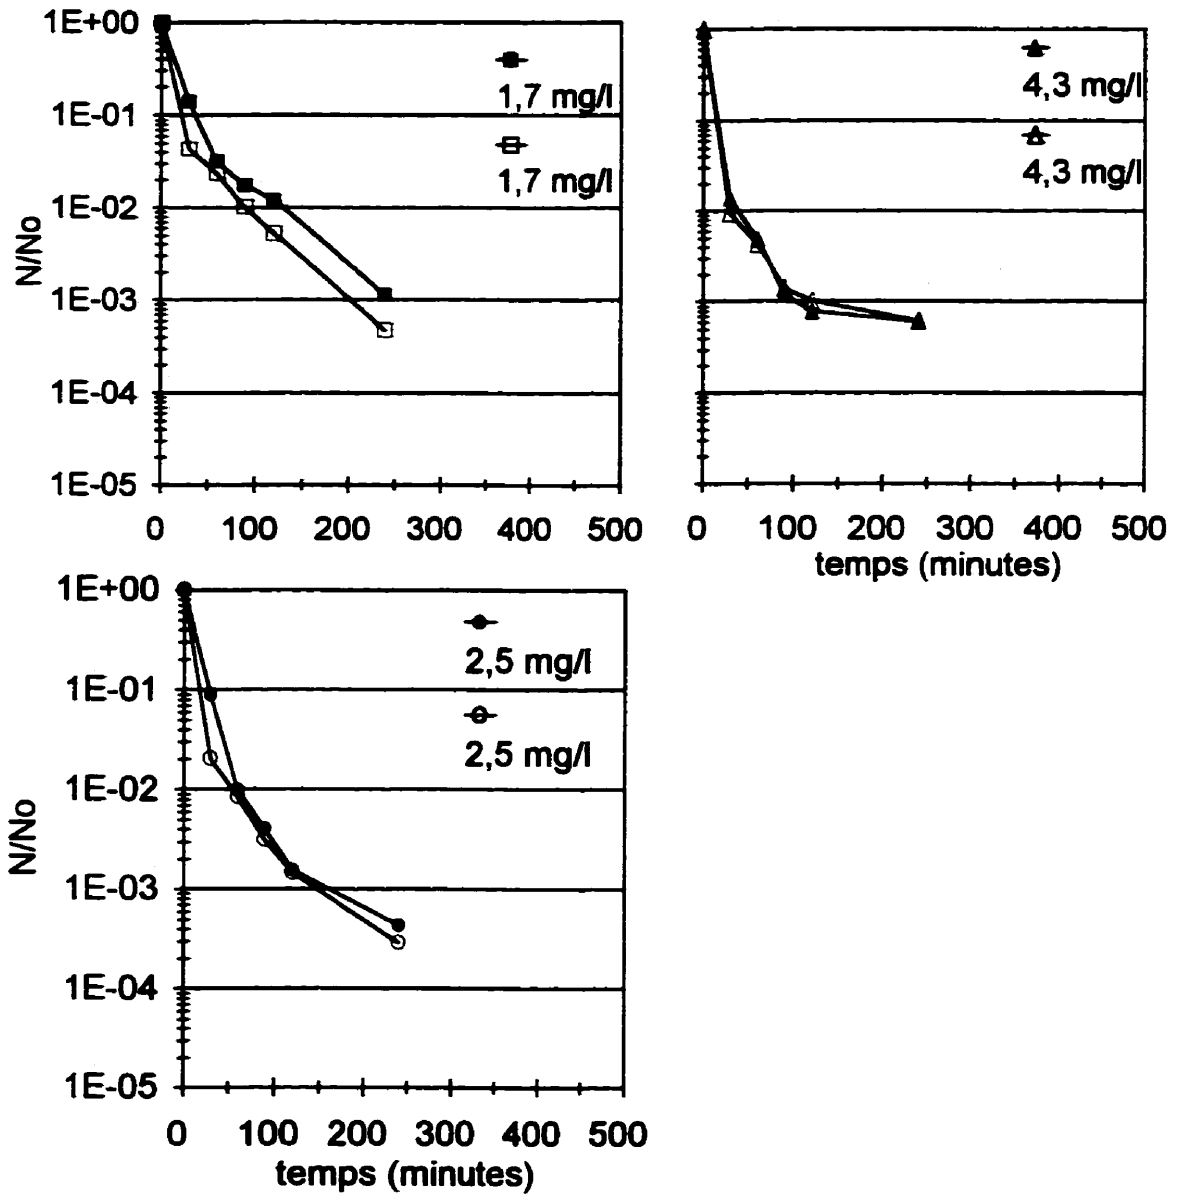 1E+00
1E-01
1E-02
1E-03
1E-04
1E-05
N/No
1,7 mg/l
1,7 mg/l
0 100 200 300 400 500
4,3 mg/l
4,3 mg/l
0 100 200 300 400 500
temps (minutes)
1E+00
1E-01
1E-02
1E-03
1E-04
1E-05
N/No
2,5 mg/l
2,5 mg/l
0 100 200 300 400 500
temps (minutes)